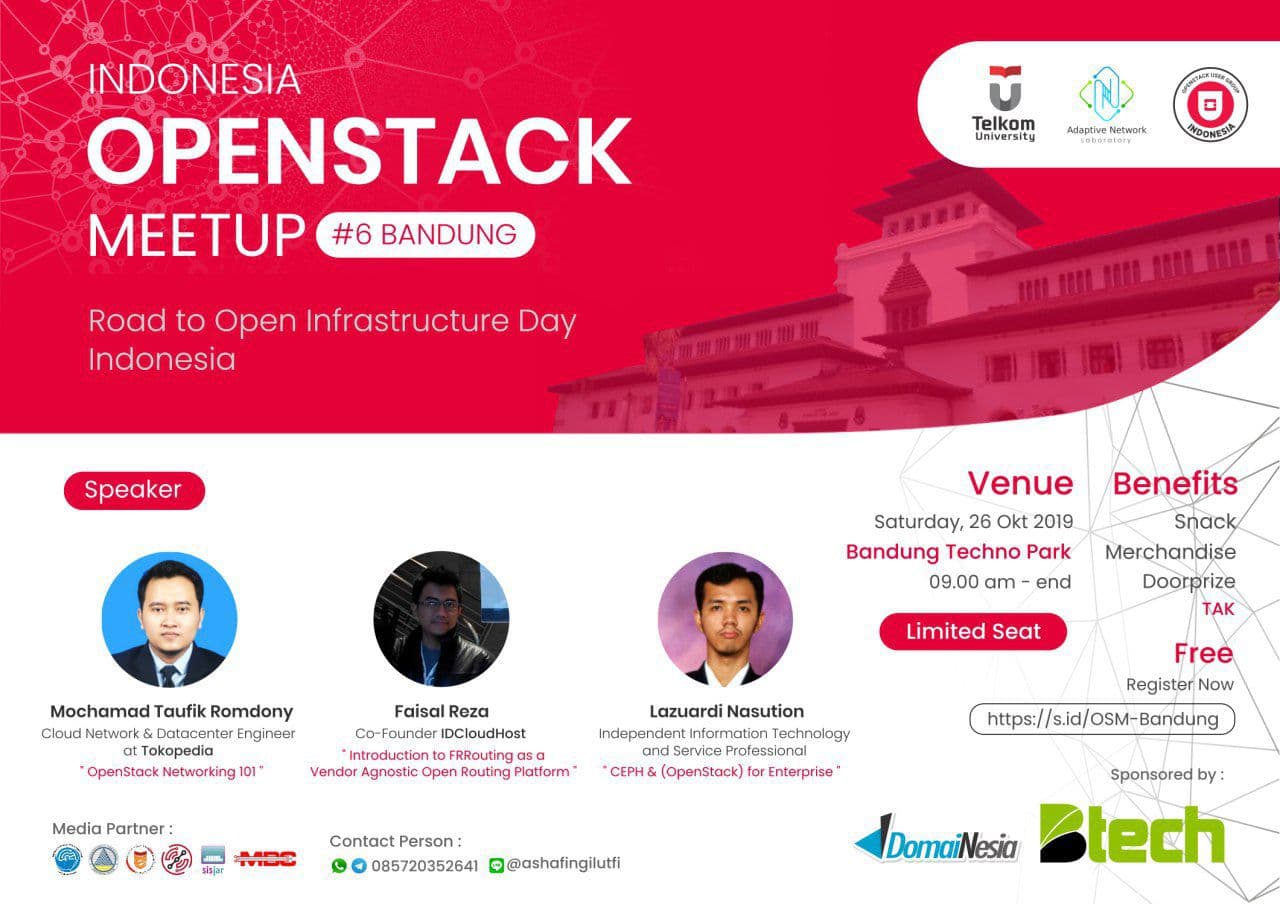 INDONESIA
OPENSTACK
MEETUP #6 BANDUNG
Road to Open Infrastructure Day
Indonesia
Telkom
University
Adaptive Network
Laboratory
OPENSTACK USER GROUP
INDONESIA
Speaker
Mochamad Taufik Romdony
Cloud Network & Datacenter Engineer
at Tokopedia
" OpenStack Networking 101 "
Faisal Reza
Co-Founder IDCloudHost
" Introduction to FRRouting as a
Vendor Agnostic Open Routing Platform "
Lazuardi Nasution
Independent Information Technology
and Service Professional
" CEPH & (OpenStack) for Enterprise "
Venue
Saturday, 26 Okt 2019
Bandung Techno Park
09.00 am - end
Limited Seat
Benefits
Snack
Merchandise
Doorprize
TAK
Free
Register Now
https://s.id/OSM-Bandung
Sponsored by :
DomaiNesia
Btech
Media Partner :
sisjar
MBC
Contact Person :
085720352641 @ashafingilutfi